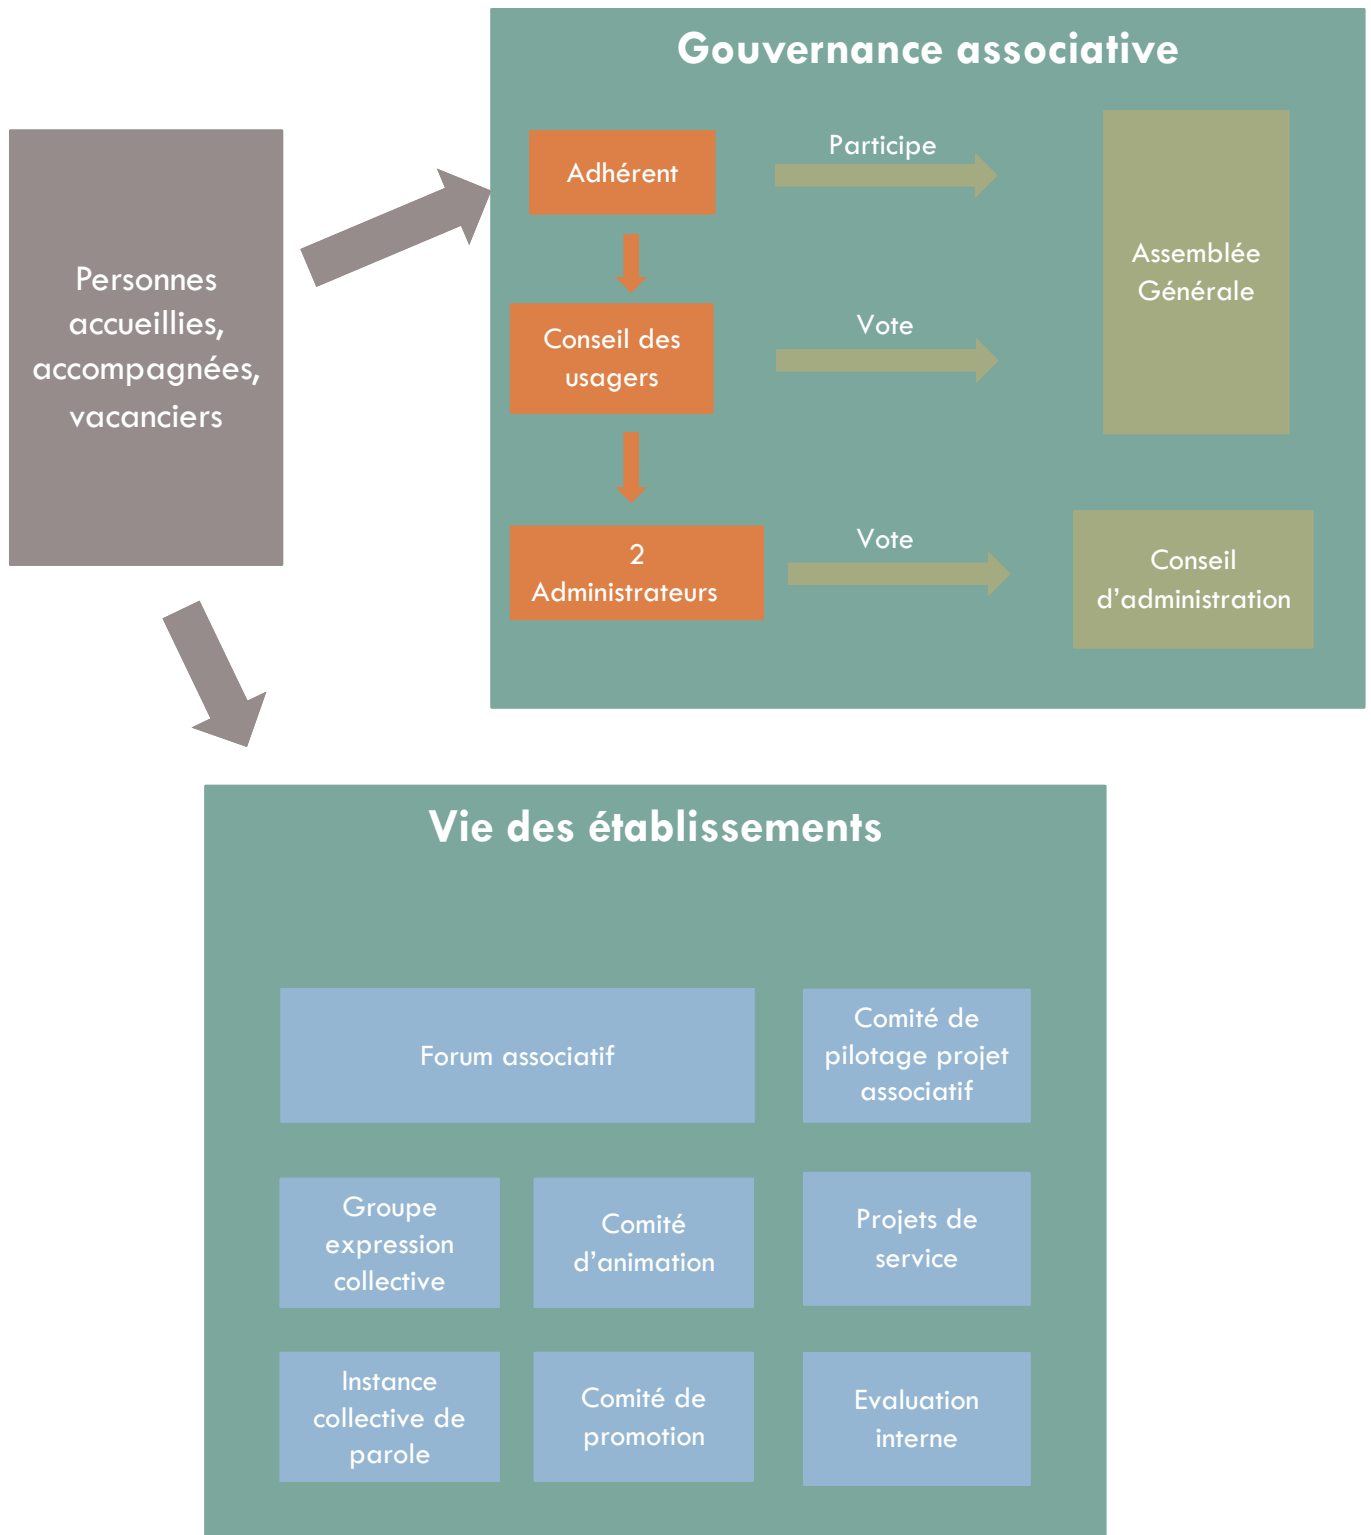 Gouvernance associative
Personnes
accueillies,
accompagnées,
vacanciers
Adhérent
Participe
Assemblée
Générale
Conseil des
usagers
Vote
2
Administrateurs
Vote
Conseil
d’administration
Vie des établissements
Forum associatif
Comité de
pilotage projet
associatif
Groupe
expression
collective
Comité
d’animation
Projets de
service
Instance
collective de
parole
Comité de
promotion
Evaluation
interne